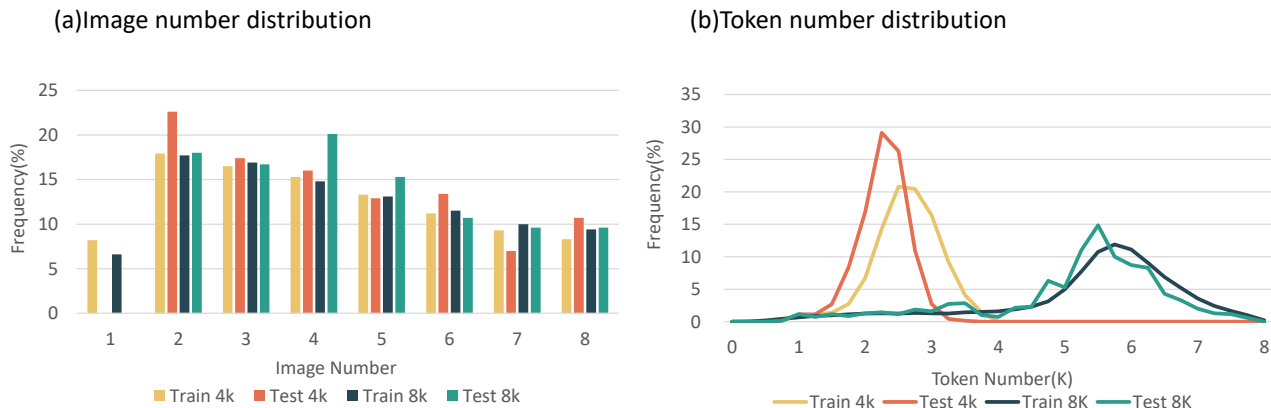 (a)Image number distribution
25
20
15
10
5
0
Frequency(%)
1 2 3 4 5 6 7 8
Image Number
Train 4k Test 4k Train 8k Test 8k
(b)Token number distribution
35
30
25
20
15
10
5
0
Frequency(%)
0 1 2 3 4 5 6 7 8
Token Number(K)
Train 4k Test 4k Train 8K Test 8K